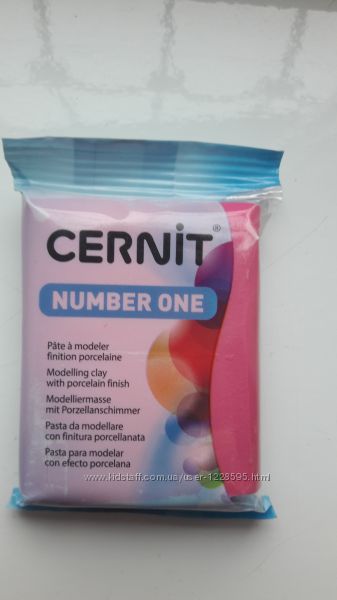 CERNIT®
NUMBER ONE
Pâte à modeler
finition porcelaine
Modelling clay
with porcelain finish
Modelliermasse
mit Porzellanschimmer
Pasta da modellare
con finitura porcellanata
Pasta para modelar
con efecto porcelana
www.kidstaff.com.ua/user-1228595.html